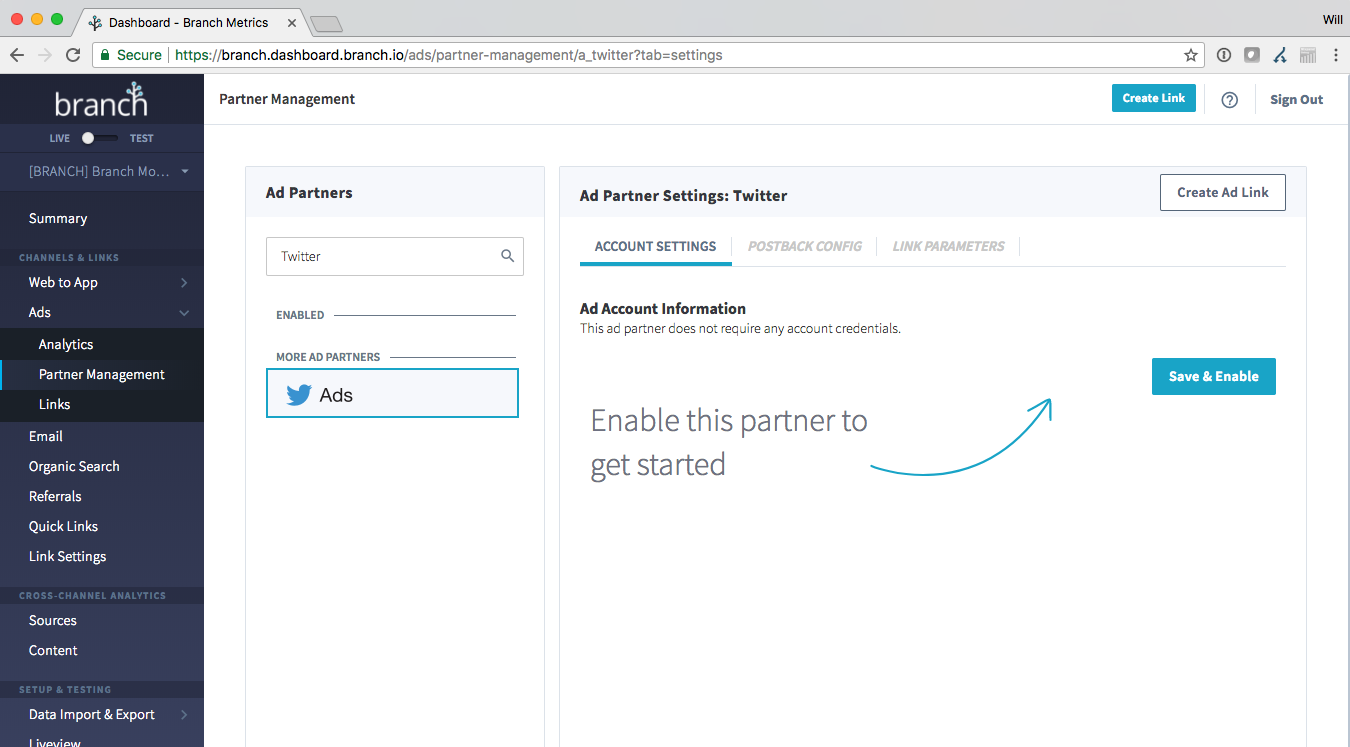 Dashboard - Branch Metrics
Will
Secure
https://branch.dashboard.branch.io/ads/partner-management/a_twitter?tab=settings
branch
LIVE
TEST
[BRANCH] Branch Mo...
Summary
CHANNELS & LINKS
Web to App
Ads
Analytics
Partner Management
Links
Email
Organic Search
Referrals
Quick Links
Link Settings
CROSS-CHANNEL ANALYTICS
Sources
Content
SETUP & TESTING
Data Import & Export
Liveview
Partner Management
Create Link
Sign Out
Ad Partners
Twitter
ENABLED
MORE AD PARTNERS
Ads
Ad Partner Settings: Twitter
Create Ad Link
ACCOUNT SETTINGS
POSTBACK CONFIG
LINK PARAMETERS
Ad Account Information
This ad partner does not require any account credentials.
Save & Enable
Enable this partner to
get started